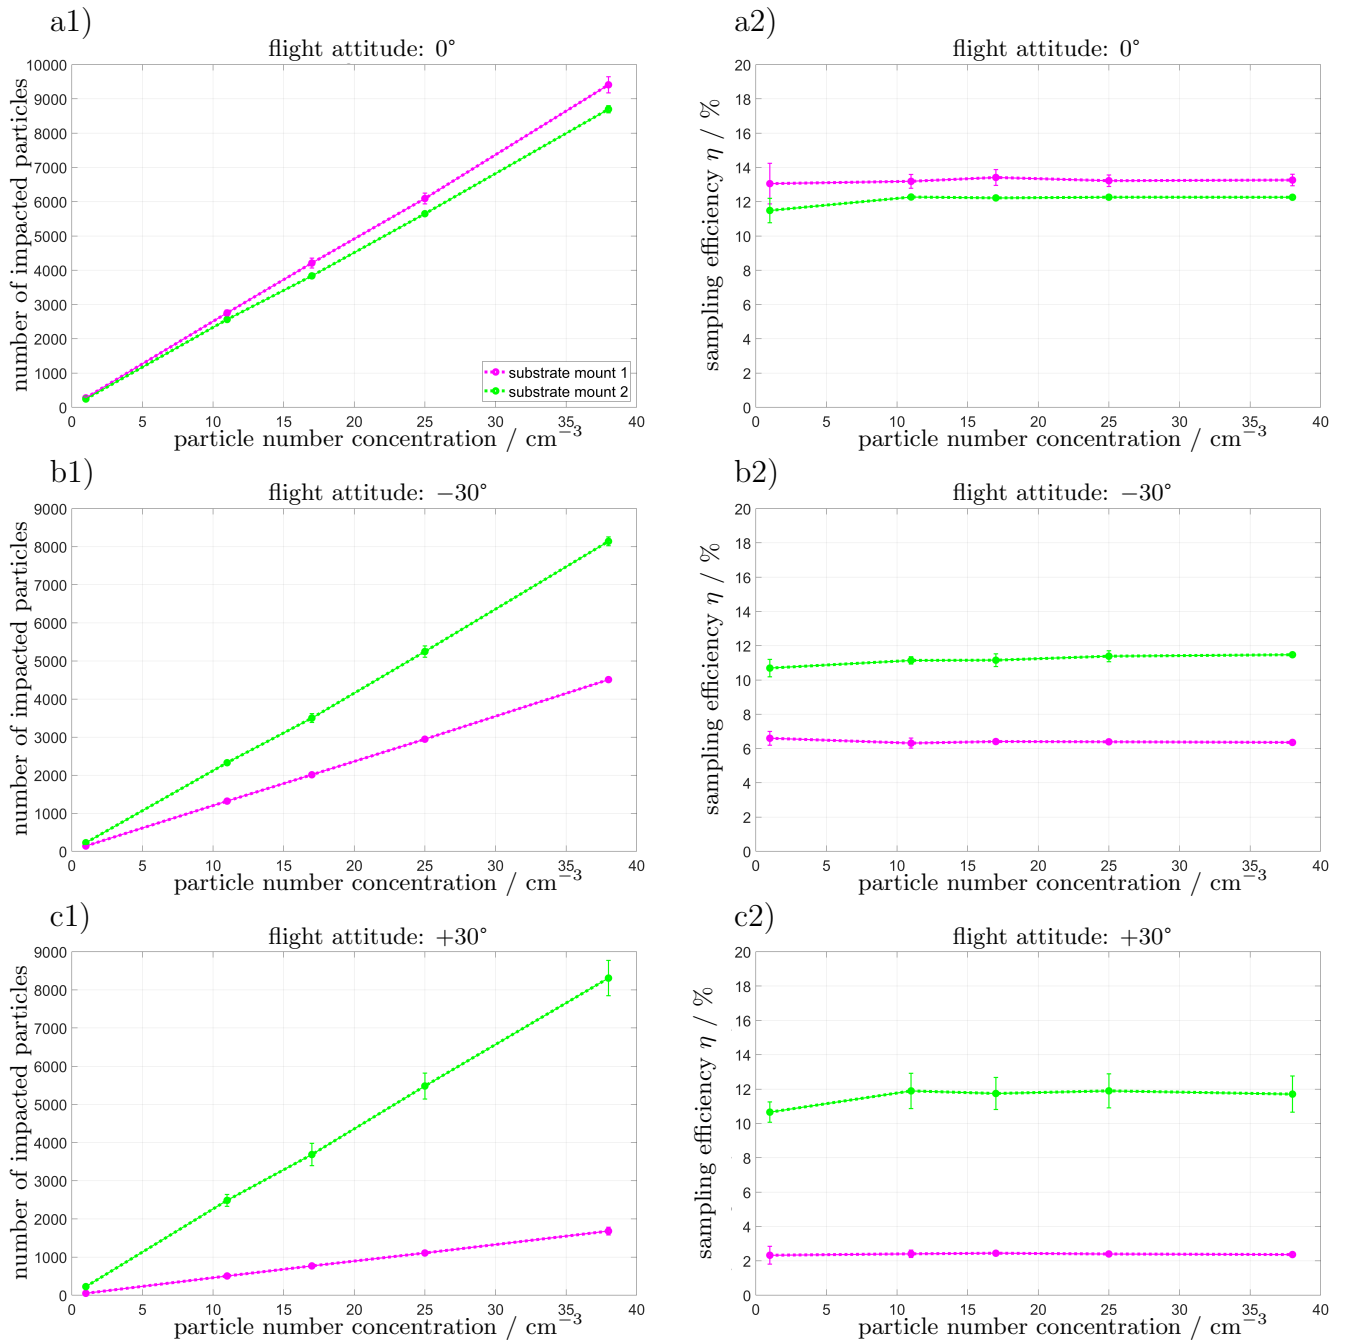 a1)
flight attitude: 0°
number of impacted particles
10000
9000
8000
7000
6000
5000
4000
3000
2000
1000
0
0 5 10 15 20 25 30 35 40
particle number concentration / cm⁻³
substrate mount 1
substrate mount 2
a2)
flight attitude: 0°
sampling efficiency η / %
20
18
16
14
12
10
8
6
4
2
0
0 5 10 15 20 25 30 35 40
particle number concentration / cm⁻³
b1)
flight attitude: −30°
number of impacted particles
9000
8000
7000
6000
5000
4000
3000
2000
1000
0
0 5 10 15 20 25 30 35 40
particle number concentration / cm⁻³
b2)
flight attitude: −30°
sampling efficiency η / %
20
18
16
14
12
10
8
6
4
2
0
0 5 10 15 20 25 30 35 40
particle number concentration / cm⁻³
c1)
flight attitude: +30°
number of impacted particles
9000
8000
7000
6000
5000
4000
3000
2000
1000
0
0 5 10 15 20 25 30 35 40
particle number concentration / cm⁻³
c2)
flight attitude: +30°
sampling efficiency η / %
20
18
16
14
12
10
8
6
4
2
0
0 5 10 15 20 25 30 35 40
particle number concentration / cm⁻³